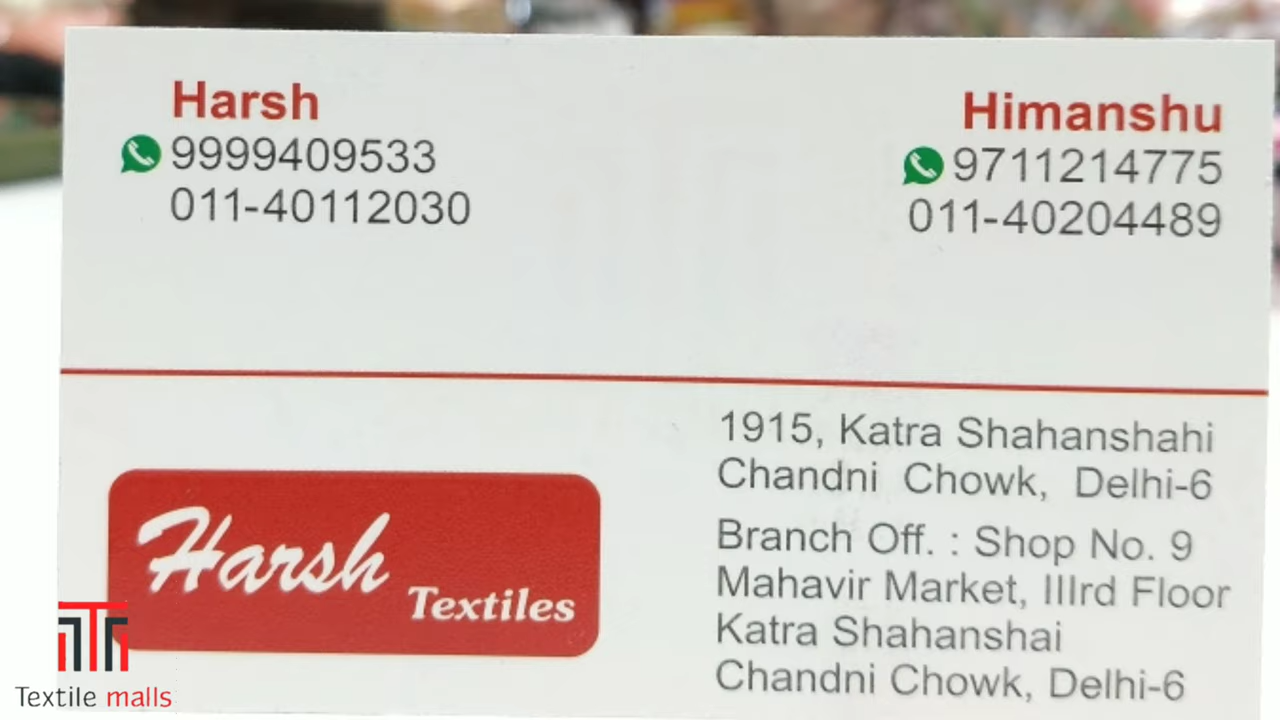 Harsh
9999409533
011-40112030
Himanshu
9711214775
011-40204489
Harsh
Textiles
1915, Katra Shahanshahi
Chandni Chowk, Delhi-6
Branch Off. : Shop No. 9
Mahavir Market, IIIrd Floor
Katra Shahanshai
Chandni Chowk, Delhi-6
Textile malls